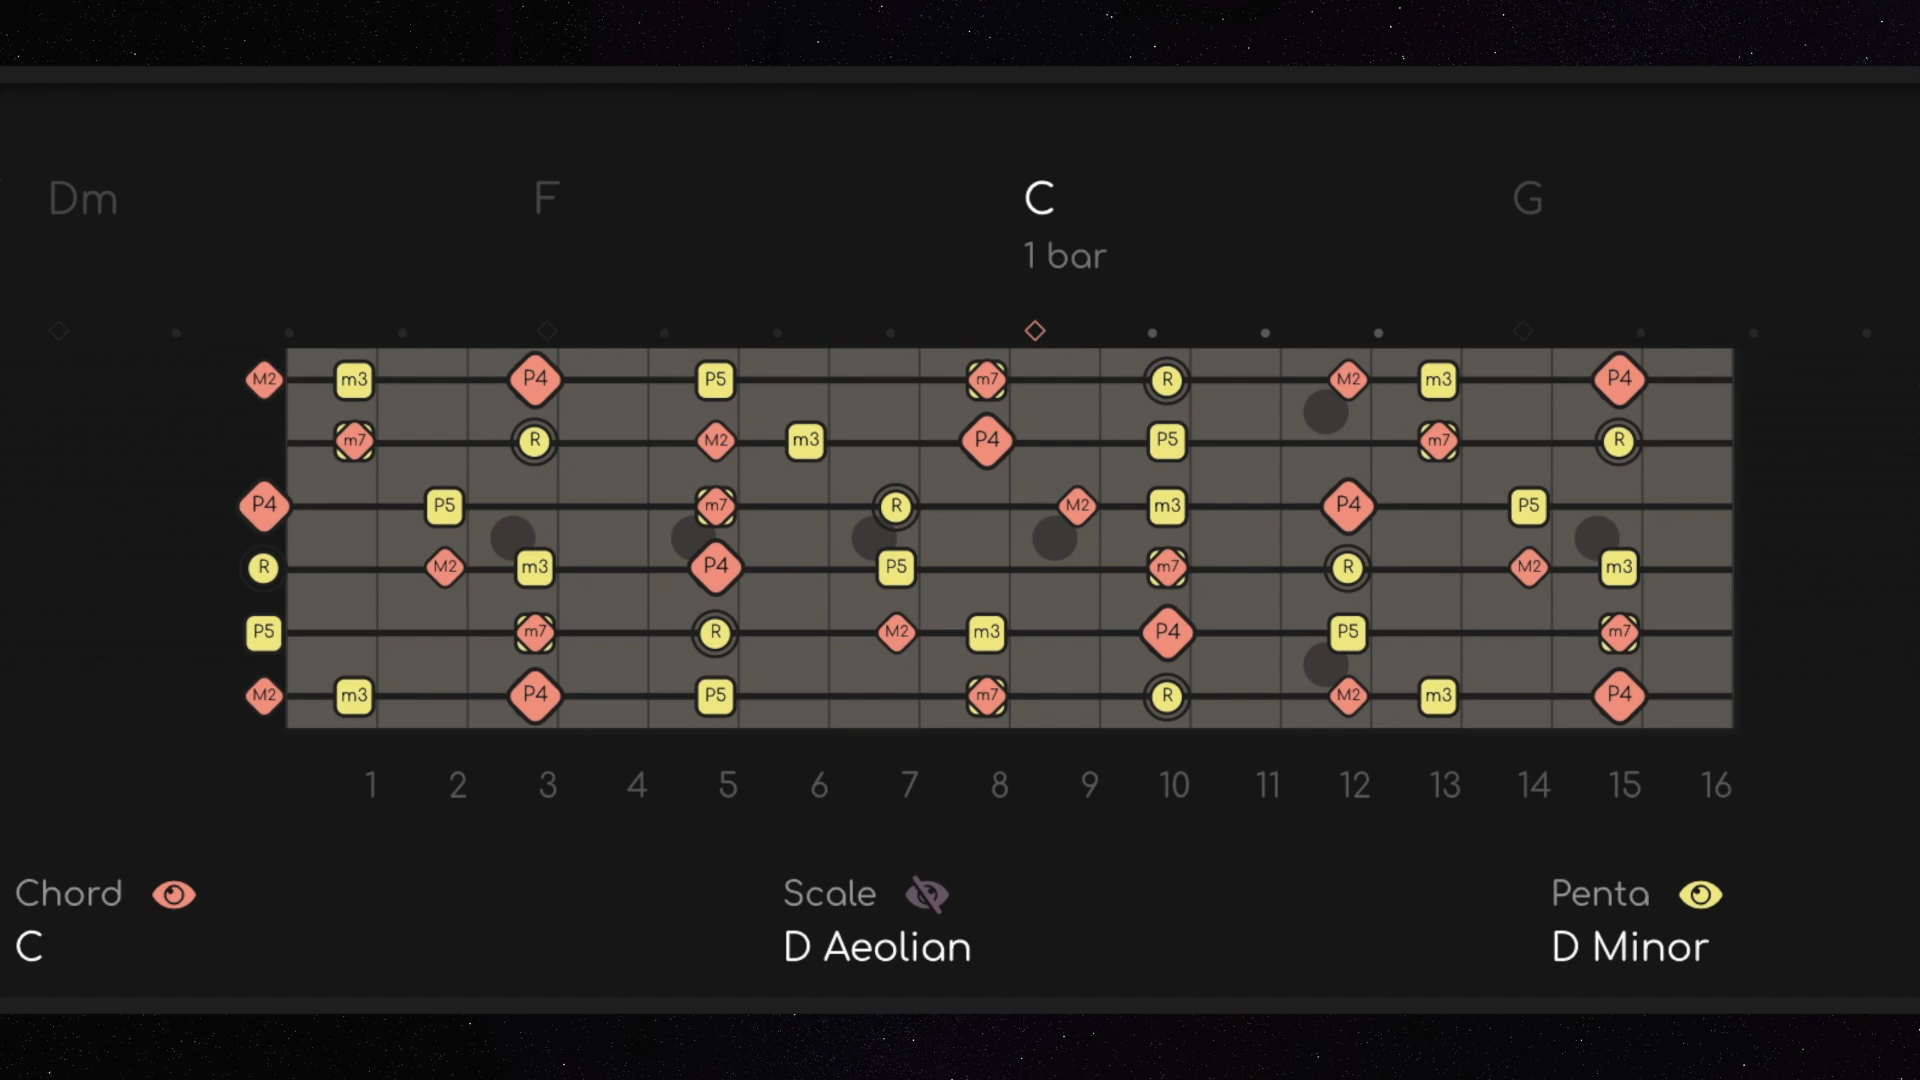 Dm F C G
1 bar
M2 m3 P4 P5 m7 R M2 m3 P4
m7 R M2 m3 P4 P5 m7 R
P4 P5 m7 R M2 m3 P4 P5
R M2 m3 P4 P5 m7 R M2 m3
P5 m7 R M2 m3 P4 P5 m7
M2 m3 P4 P5 m7 R M2 m3 P4
1 2 3 4 5 6 7 8 9 10 11 12 13 14 15 16
Chord Scale Penta
C D Aeolian D Minor